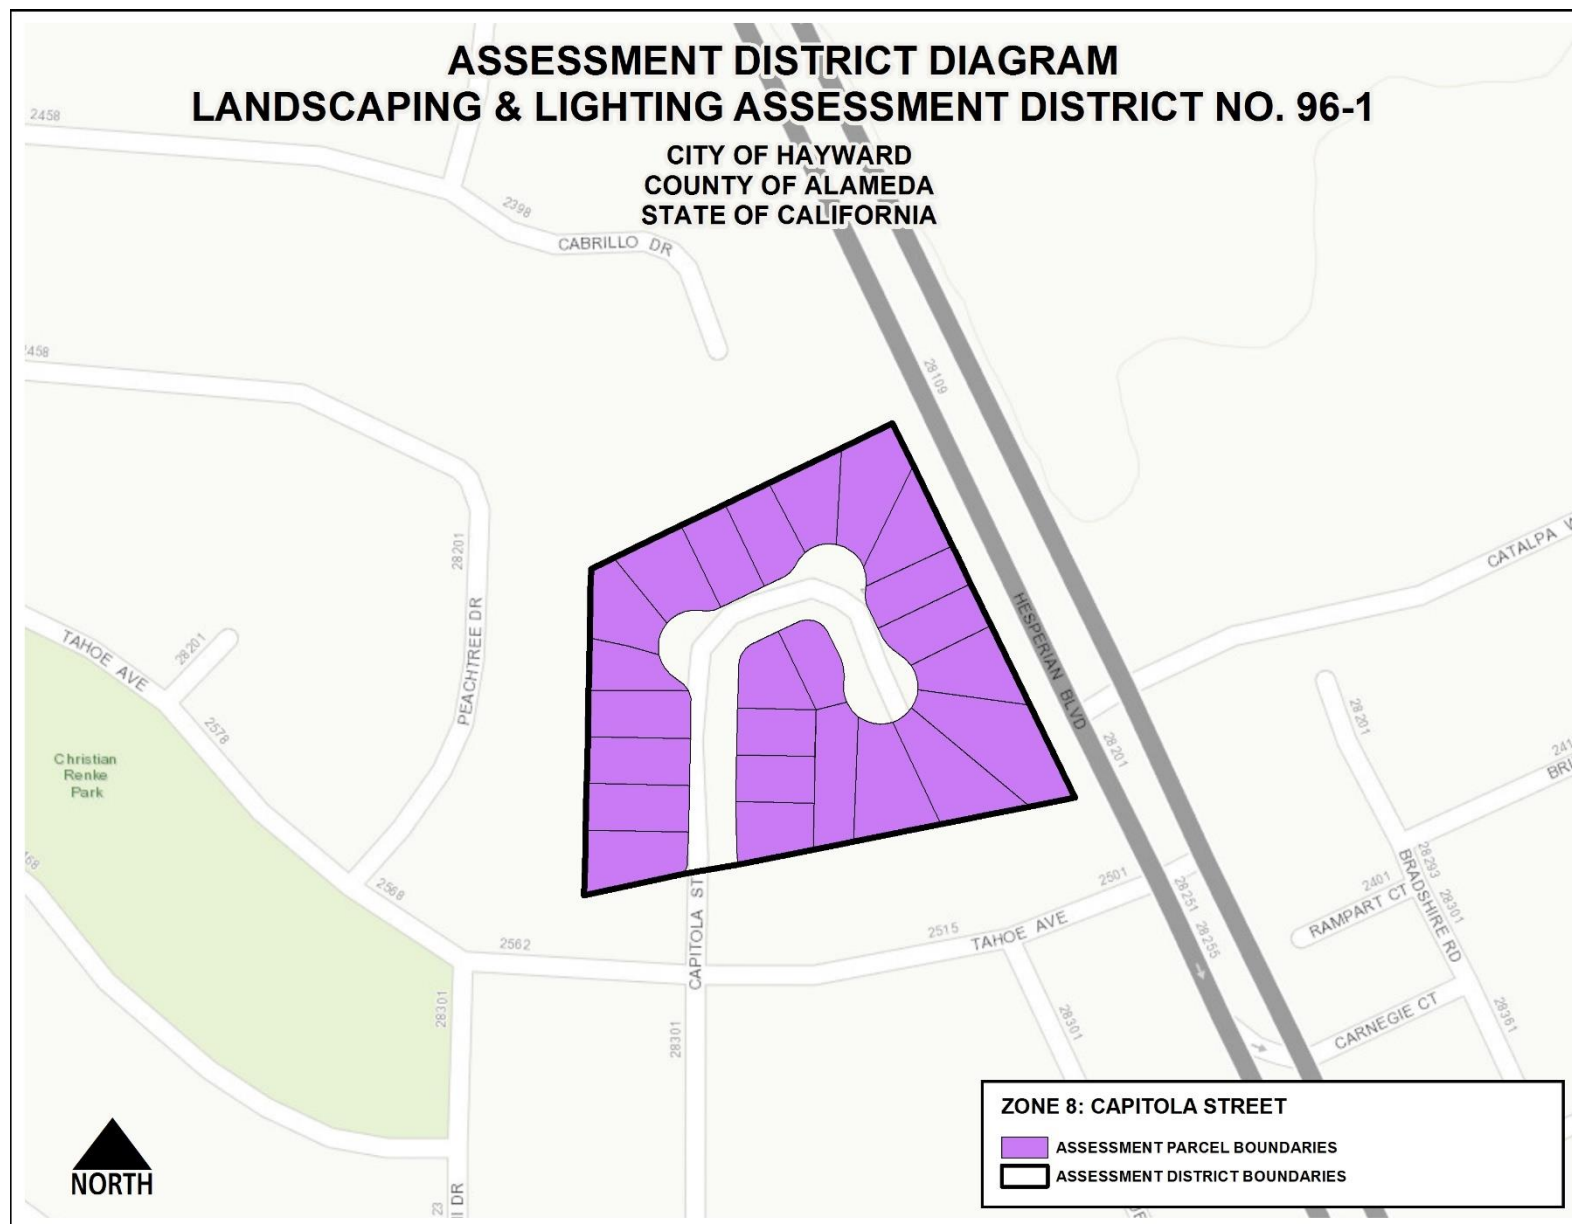 ASSESSMENT DISTRICT DIAGRAM
LANDSCAPING & LIGHTING ASSESSMENT DISTRICT NO. 96-1
CITY OF HAYWARD
COUNTY OF ALAMEDA
STATE OF CALIFORNIA
2458
2398
CABRILLO DR
2458
28109
28201
PEACHTREE DR
CATALPA
HESPERIAN BLVD
TAHOE AVE
28201
2578
Christian
Renke
Park
28201
28201
2568
2562
CAPITOLA ST
2515
TAHOE AVE
2501
28251
28255
2401
RAMPART CT
28293
28301
BRADSHIRE RD
28301
28301
28301
CARNEGIE CT
28361
ZONE 8: CAPITOLA STREET
ASSESSMENT PARCEL BOUNDARIES
ASSESSMENT DISTRICT BOUNDARIES
NORTH
23
DR